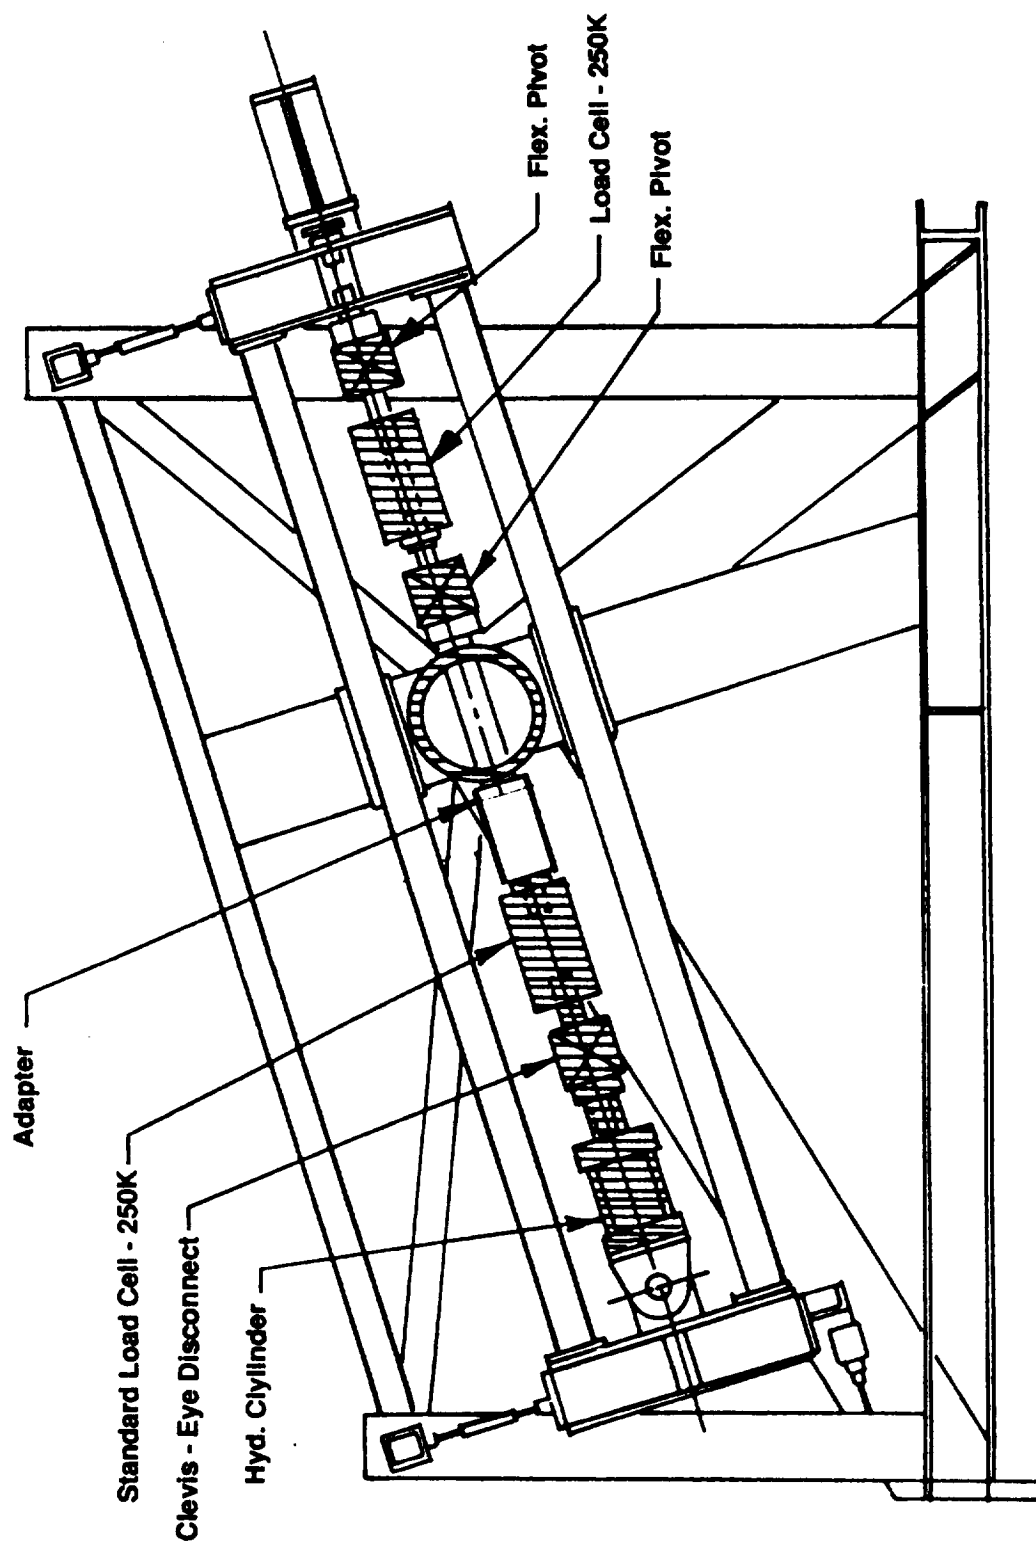 Adapter
Standard Load Cell - 250K
Clevis - Eye Disconnect
Hyd. Clylinder
Flex. Pivot
Load Cell - 250K
Flex. Pivot